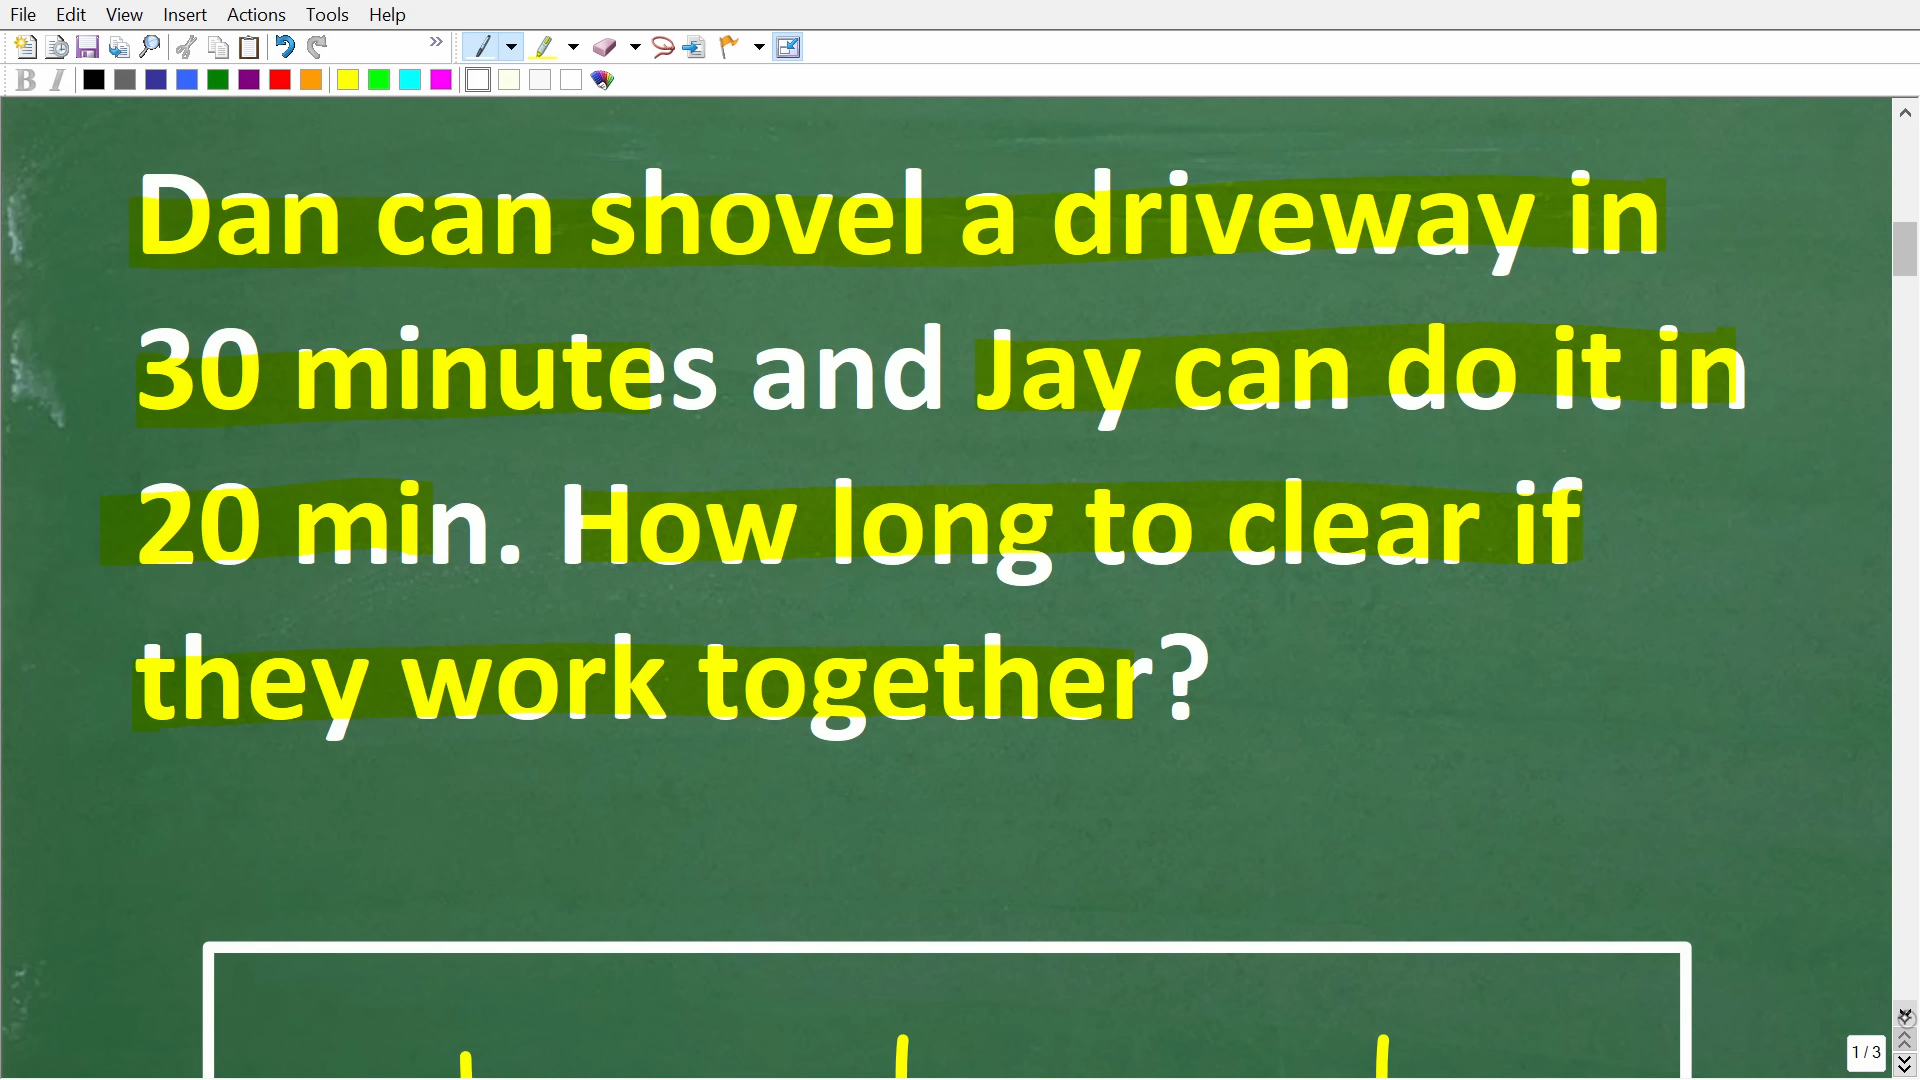 File Edit View Insert Actions Tools Help
B I
Dan can shovel a driveway in
30 minutes and Jay can do it in
20 min. How long to clear if
they work together?
1 / 3